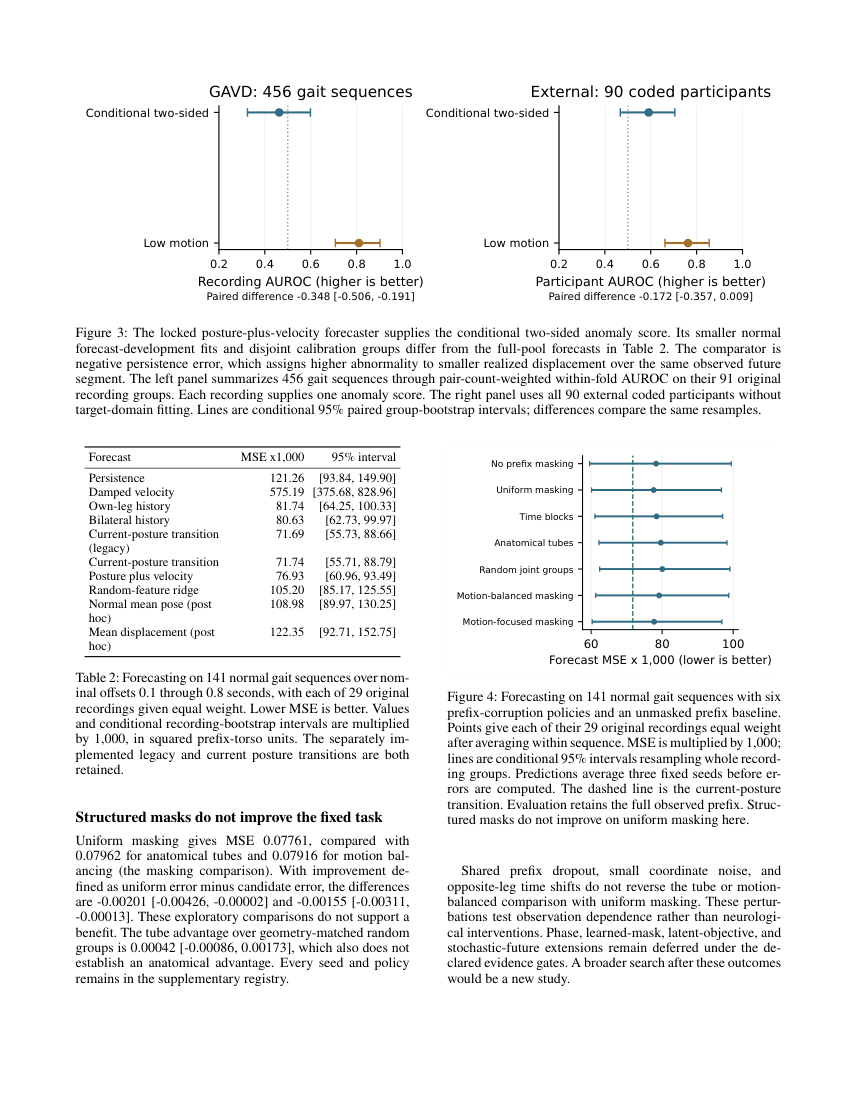 GAVD: 456 gait sequences
Conditional two-sided
Low motion
0.2 0.4 0.6 0.8 1.0
Recording AUROC (higher is better)
Paired difference -0.348 [-0.506, -0.191]
External: 90 coded participants
Conditional two-sided
Low motion
0.2 0.4 0.6 0.8 1.0
Participant AUROC (higher is better)
Paired difference -0.172 [-0.357, 0.009]
Figure 3: The locked posture-plus-velocity forecaster supplies the conditional two-sided anomaly score. Its smaller normal
forecast-development fits and disjoint calibration groups differ from the full-pool forecasts in Table 2. The comparator is
negative persistence error, which assigns higher abnormality to smaller realized displacement over the same observed future
segment. The left panel summarizes 456 gait sequences through pair-count-weighted within-fold AUROC on their 91 original
recording groups. Each recording supplies one anomaly score. The right panel uses all 90 external coded participants without
target-domain fitting. Lines are conditional 95% paired group-bootstrap intervals; differences compare the same resamples.
Forecast MSE x1,000 95% interval
Persistence 121.26 [93.84, 149.90]
Damped velocity 575.19 [375.68, 828.96]
Own-leg history 81.74 [64.25, 100.33]
Bilateral history 80.63 [62.73, 99.97]
Current-posture transition 71.69 [55.73, 88.66]
(legacy)
Current-posture transition 71.74 [55.71, 88.79]
Posture plus velocity 76.93 [60.96, 93.49]
Random-feature ridge 105.20 [85.17, 125.55]
Normal mean pose (post 108.98 [89.97, 130.25]
hoc)
Mean displacement (post 122.35 [92.71, 152.75]
hoc)
Table 2: Forecasting on 141 normal gait sequences over nom-
inal offsets 0.1 through 0.8 seconds, with each of 29 original
recordings given equal weight. Lower MSE is better. Values
and conditional recording-bootstrap intervals are multiplied
by 1,000, in squared prefix-torso units. The separately im-
plemented legacy and current posture transitions are both
retained.
Structured masks do not improve the fixed task
Uniform masking gives MSE 0.07761, compared with
0.07962 for anatomical tubes and 0.07916 for motion bal-
ancing (the masking comparison). With improvement de-
fined as uniform error minus candidate error, the differences
are -0.00201 [-0.00426, -0.00002] and -0.00155 [-0.00311,
-0.00013]. These exploratory comparisons do not support a
benefit. The tube advantage over geometry-matched random
groups is 0.00042 [-0.00086, 0.00173], which also does not
establish an anatomical advantage. Every seed and policy
remains in the supplementary registry.
No prefix masking
Uniform masking
Time blocks
Anatomical tubes
Random joint groups
Motion-balanced masking
Motion-focused masking
60 80 100
Forecast MSE x 1,000 (lower is better)
Figure 4: Forecasting on 141 normal gait sequences with six
prefix-corruption policies and an unmasked prefix baseline.
Points give each of their 29 original recordings equal weight
after averaging within sequence. MSE is multiplied by 1,000;
lines are conditional 95% intervals resampling whole record-
ing groups. Predictions average three fixed seeds before er-
rors are computed. The dashed line is the current-posture
transition. Evaluation retains the full observed prefix. Struc-
tured masks do not improve on uniform masking here.
Shared prefix dropout, small coordinate noise, and
opposite-leg time shifts do not reverse the tube or motion-
balanced comparison with uniform masking. These pertur-
bations test observation dependence rather than neurologi-
cal interventions. Phase, learned-mask, latent-objective, and
stochastic-future extensions remain deferred under the de-
clared evidence gates. A broader search after these outcomes
would be a new study.